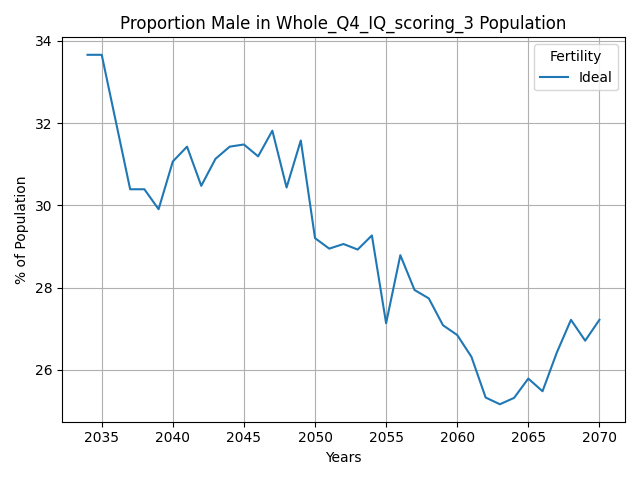 Proportion Male in Whole_Q4_IQ_scoring_3 Population
Fertility
Ideal
% of Population
34
32
30
28
26
2035 2040 2045 2050 2055 2060 2065 2070
Years